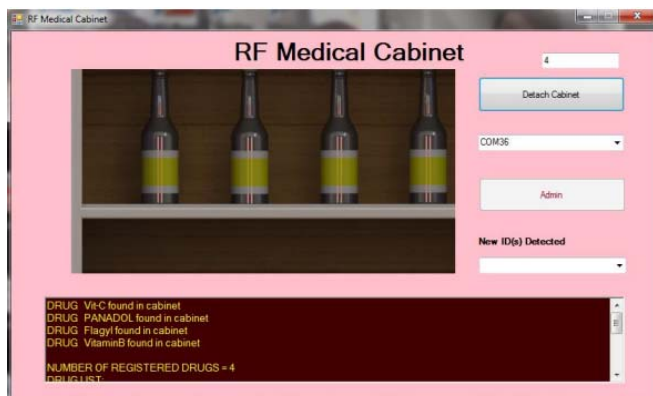 RF Medical Cabinet
RF Medical Cabinet
4
Detach Cabinet
COM36
Admin
New ID(s) Detected
DRUG Vit-C found in cabinet
DRUG PANADOL found in cabinet
DRUG Flagyl found in cabinet
DRUG VitaminB found in cabinet
NUMBER OF REGISTERED DRUGS = 4
DRUG LIST: